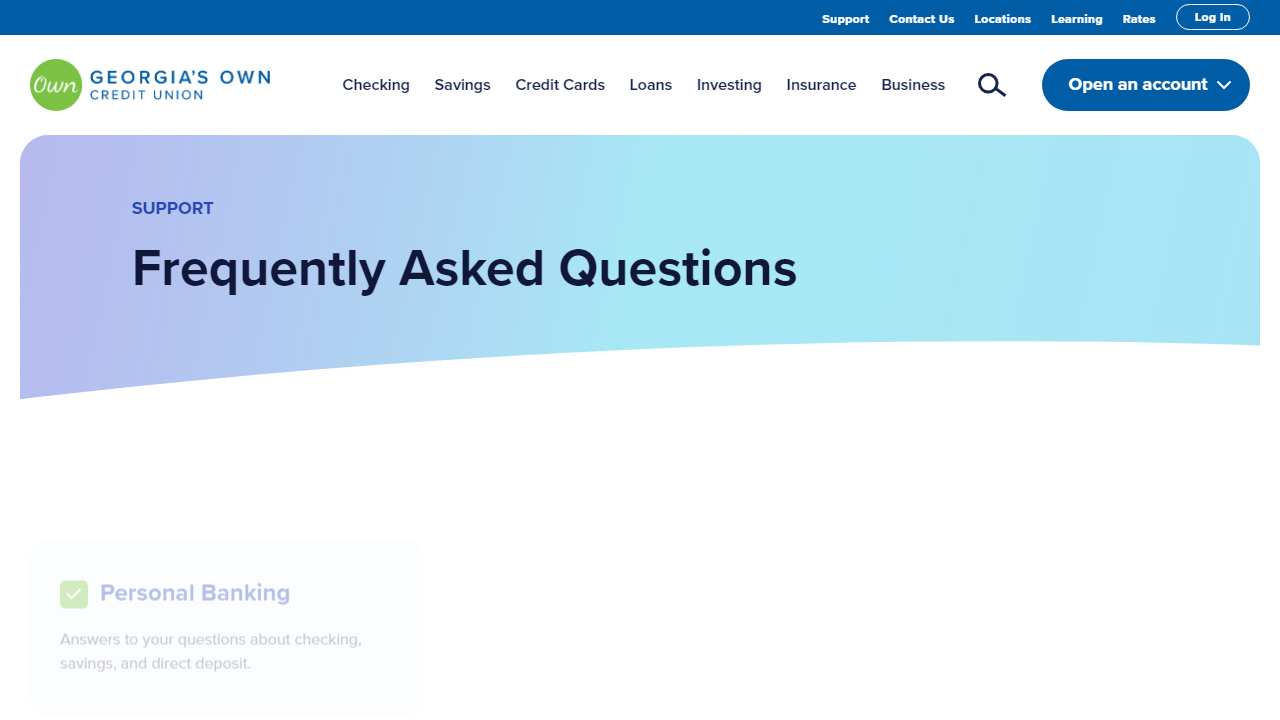 Support Contact Us Locations Learning Rates Log In
Own GEORGIA'S OWN
CREDIT UNION
Checking Savings Credit Cards Loans Investing Insurance Business Open an account
SUPPORT
Frequently Asked Questions
Personal Banking
Answers to your questions about checking,
savings, and direct deposit.